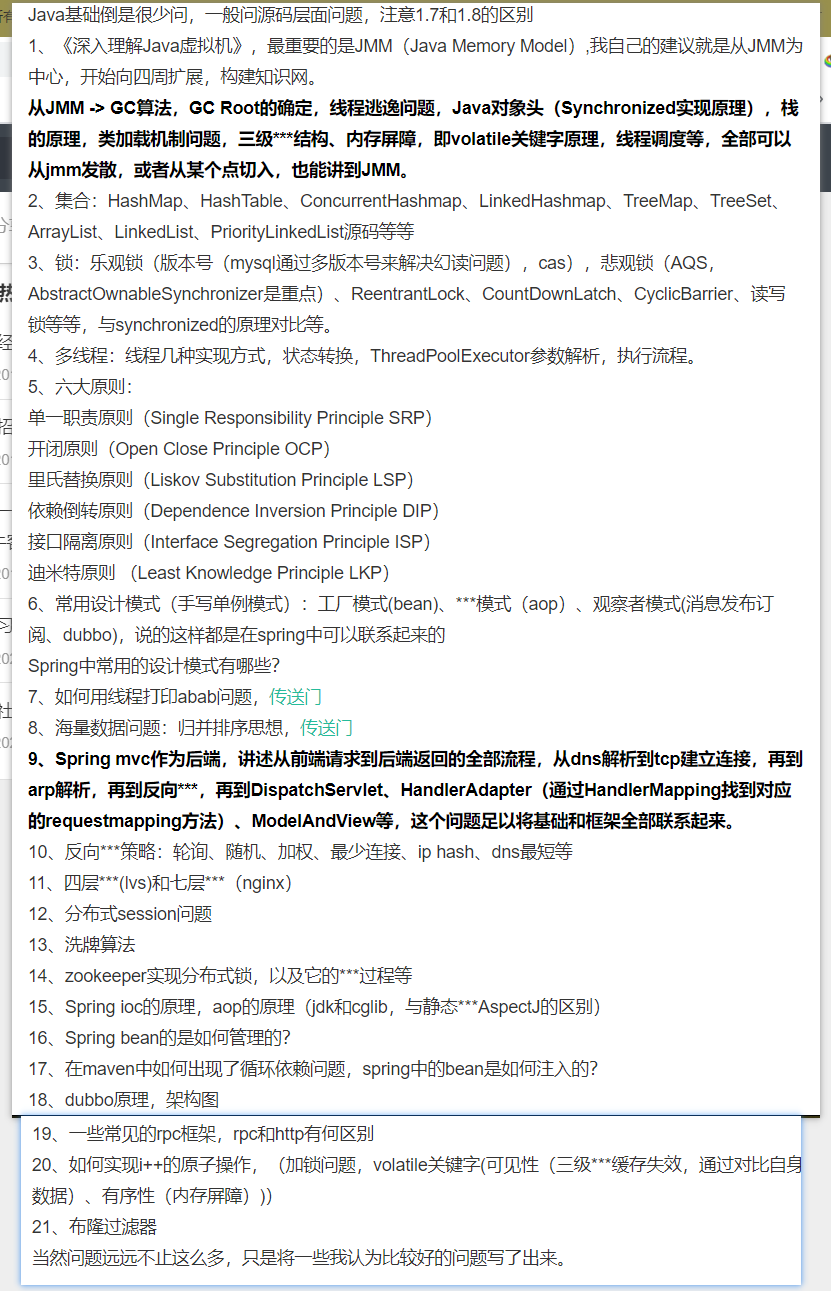 Java基础倒是很少问，一般问源码层面问题，注意1.7和1.8的区别
1、《深入理解Java虚拟机》，最重要的是JMM（Java Memory Model）,我自己的建议就是从JMM为
中心，开始向四周扩展，构建知识网。
从JMM -> GC算法，GC Root的确定，线程逃逸问题，Java对象头（Synchronized实现原理），栈
的原理，类加载机制问题，三级***结构、内存屏障，即volatile关键字原理，线程调度等，全部可以
从jmm发散，或者从某个点切入，也能讲到JMM。
2、集合：HashMap、HashTable、ConcurrentHashmap、LinkedHashmap、TreeMap、TreeSet、
ArrayList、LinkedList、PriorityLinkedList源码等等
3、锁：乐观锁（版本号（mysql通过多版本号来解决幻读问题），cas），悲观锁（AQS，
AbstractOwnableSynchronizer是重点）、ReentrantLock、CountDownLatch、CyclicBarrier、读写
锁等等，与synchronized的原理对比等。
4、多线程：线程几种实现方式，状态转换，ThreadPoolExecutor参数解析，执行流程。
5、六大原则：
单一职责原则（Single Responsibility Principle SRP）
开闭原则（Open Close Principle OCP）
里氏替换原则（Liskov Substitution Principle LSP）
依赖倒转原则（Dependence Inversion Principle DIP）
接口隔离原则（Interface Segregation Principle ISP）
迪米特原则 （Least Knowledge Principle LKP）
6、常用设计模式（手写单例模式）：工厂模式(bean)、***模式（aop）、观察者模式(消息发布订
阅、dubbo)，说的这样都是在spring中可以联系起来的
Spring中常用的设计模式有哪些？
7、如何用线程打印abab问题，传送门
8、海量数据问题：归并排序思想，传送门
9、Spring mvc作为后端，讲述从前端请求到后端返回的全部流程，从dns解析到tcp建立连接，再到
arp解析，再到反向***，再到DispatchServlet、HandlerAdapter（通过HandlerMapping找到对应
的requestmapping方法）、ModelAndView等，这个问题足以将基础和框架全部联系起来。
10、反向***策略：轮询、随机、加权、最少连接、ip hash、dns最短等
11、四层***(lvs)和七层***（nginx）
12、分布式session问题
13、洗牌算法
14、zookeeper实现分布式锁，以及它的***过程等
15、Spring ioc的原理，aop的原理（jdk和cglib，与静态***AspectJ的区别）
16、Spring bean的是如何管理的？
17、在maven中如何出现了循环依赖问题，spring中的bean是如何注入的？
18、dubbo原理，架构图
19、一些常见的rpc框架，rpc和http有何区别
20、如何实现i++的原子操作，（加锁问题，volatile关键字(可见性（三级***缓存失效，通过对比自身
数据）、有序性（内存屏障）))
21、布隆过滤器
当然问题远远不止这么多，只是将一些我认为比较好的问题写了出来。